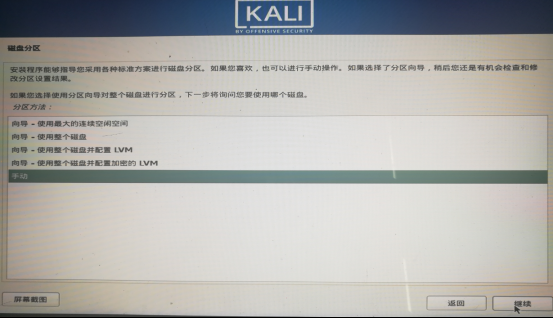 KALI
BY OFFENSIVE SECURITY
磁盘分区
安装程序能够指导您采用各种标准方案进行磁盘分区。如果您喜欢，也可以进行手动操作。如果选择了分区向导，稍后您还是有机会检查和修
改分区设置结果。
如果您选择使用分区向导对整个磁盘进行分区，下一步将询问您要使用哪个磁盘。
分区方法：
向导 - 使用最大的连续空闲空间
向导 - 使用整个磁盘
向导 - 使用整个磁盘并配置 LVM
向导 - 使用整个磁盘并配置加密的 LVM
手动
屏幕截图
返回
继续